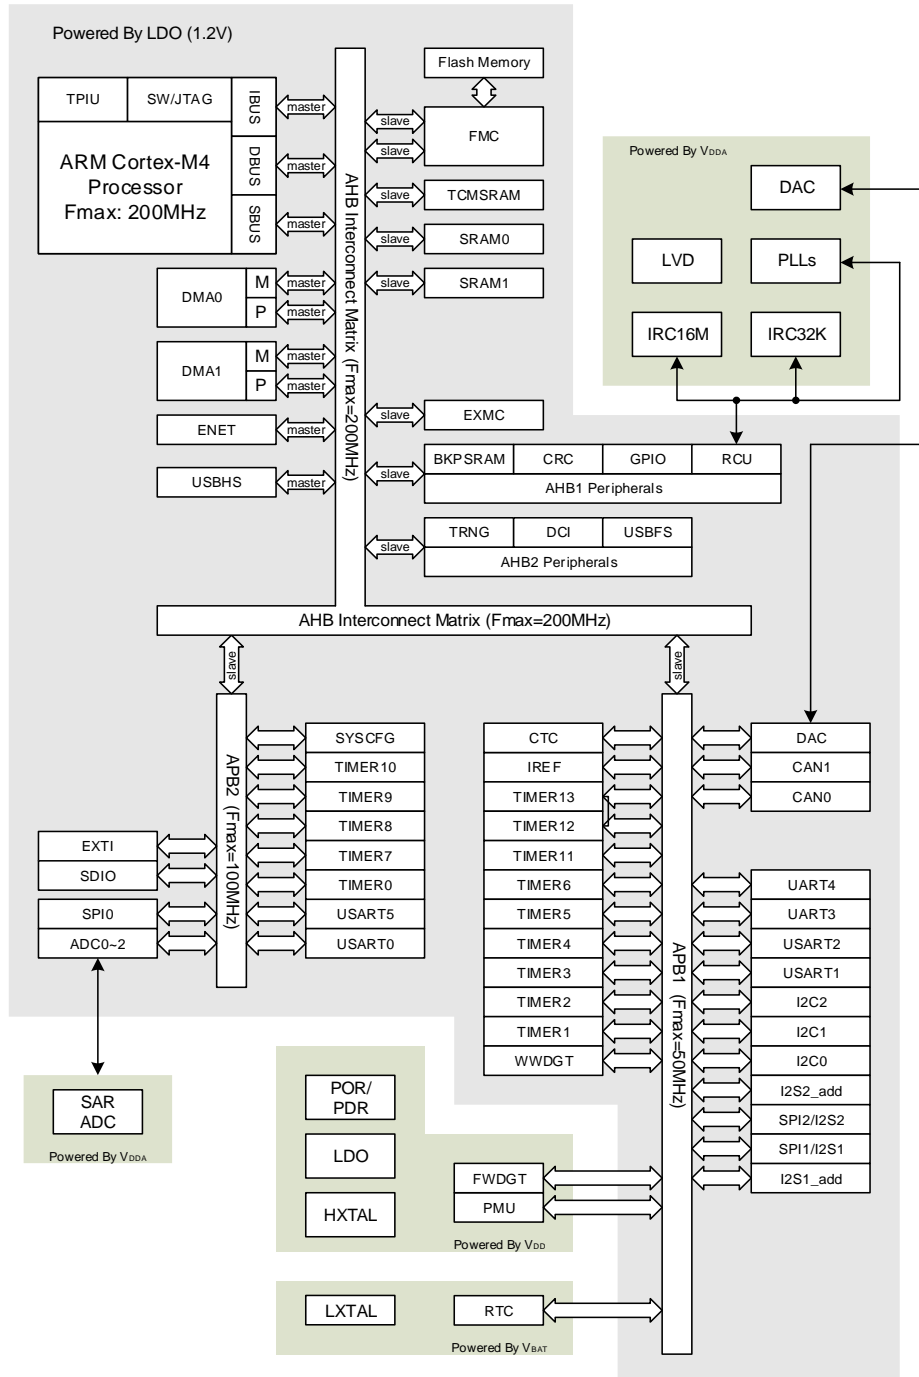 Powered By LDO (1.2V)
Flash Memory
TPIU
SW/JTAG
IBUS
master
slave
FMC
slave
ARM Cortex-M4
Processor
Fmax: 200MHz
DBUS
master
SBUS
master
AHB Interconnect Matrix (Fmax=200MHz)
slave
TCMSRAM
slave
SRAM0
slave
SRAM1
DMA0
M
master
P
master
DMA1
M
master
P
master
ENET
master
slave
EXMC
USBHS
master
slave
BKPSRAM
CRC
GPIO
RCU
AHB1 Peripherals
slave
TRNG
DCI
USBFS
AHB2 Peripherals
Powered By VDDA
DAC
LVD
PLLs
IRC16M
IRC32K
AHB Interconnect Matrix (Fmax=200MHz)
slave
slave
APB2 (Fmax=100MHz)
SYSCFG
TIMER10
TIMER9
TIMER8
TIMER7
TIMER0
USART5
USART0
EXTI
SDIO
SPI0
ADC0~2
SAR
ADC
Powered By VDDA
CTC
IREF
TIMER13
TIMER12
TIMER11
TIMER6
TIMER5
TIMER4
TIMER3
TIMER2
TIMER1
WWDGT
APB1 (Fmax=50MHz)
DAC
CAN1
CAN0
UART4
UART3
USART2
USART1
I2C2
I2C1
I2C0
I2S2_add
SPI2/I2S2
SPI1/I2S1
I2S1_add
POR/
PDR
LDO
HXTAL
FWDGT
PMU
Powered By VDD
LXTAL
RTC
Powered By VBAT